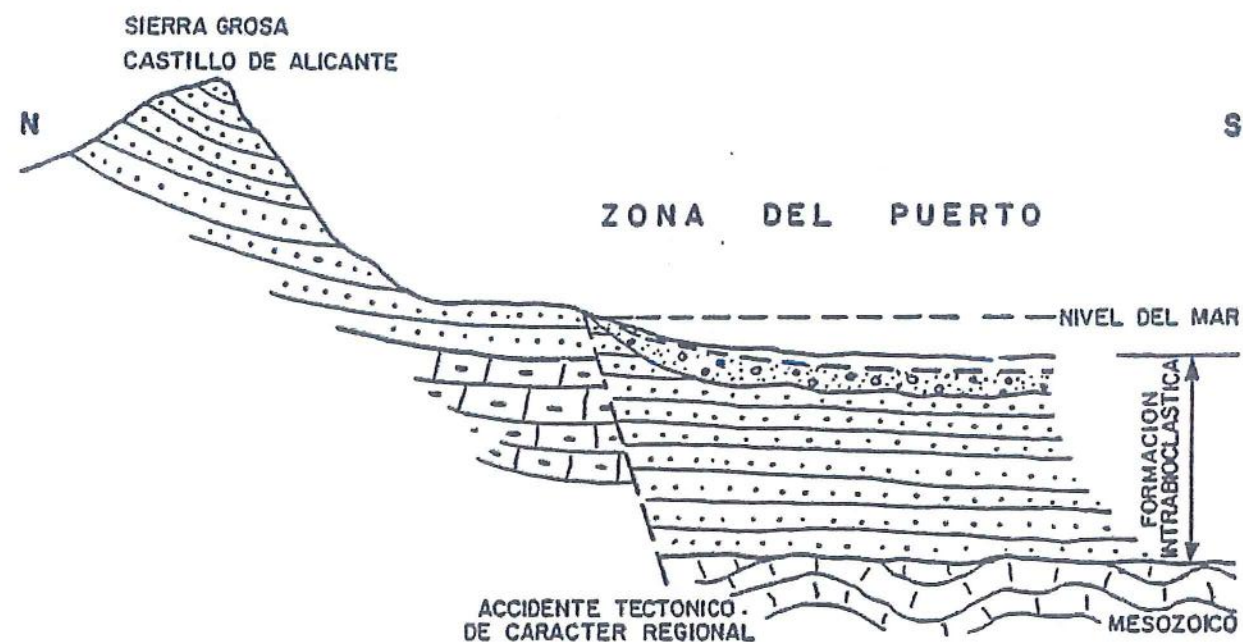 SIERRA GROSA
CASTILLO DE ALICANTE
N
S
ZONA DEL PUERTO
NIVEL DEL MAR
FORMACION
INTRABIOCLASTICA
ACCIDENTE TECTONICO.
DE CARACTER REGIONAL
MESOZOICO